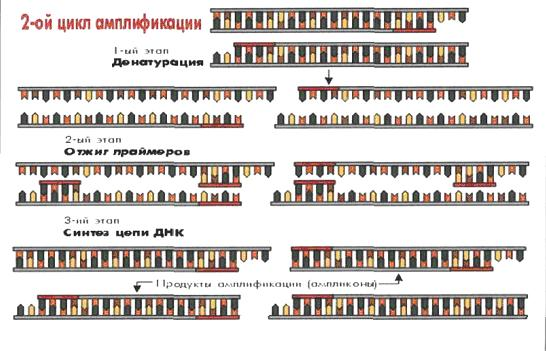 2-ой цикл амплификации
1-ый этап
Денатурация
2-ый этап
Отжиг праймеров
3-ий этап
Синтез цепи ДНК
Продукты амплификации (ампликоны)